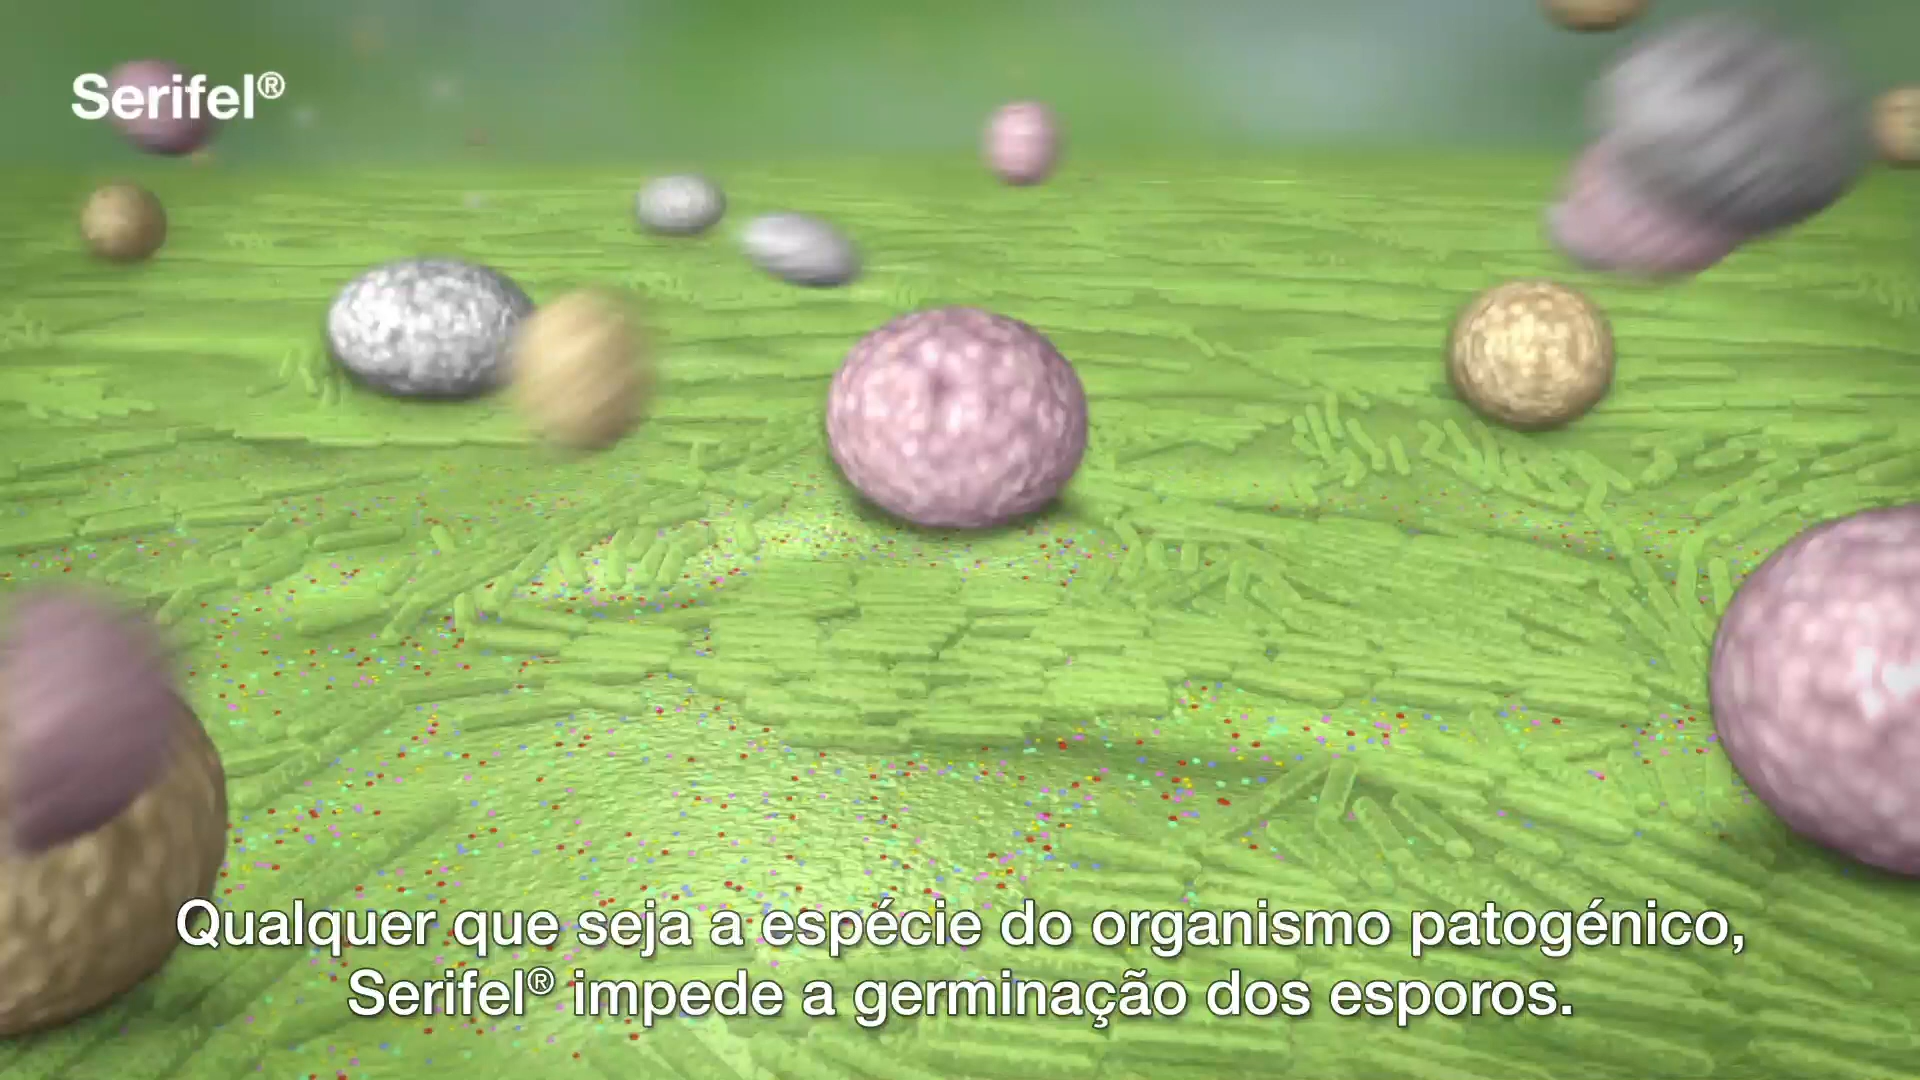 Serifel®
Qualquer que seja a espécie do organismo patogénico,
Serifel® impede a germinação dos esporos.